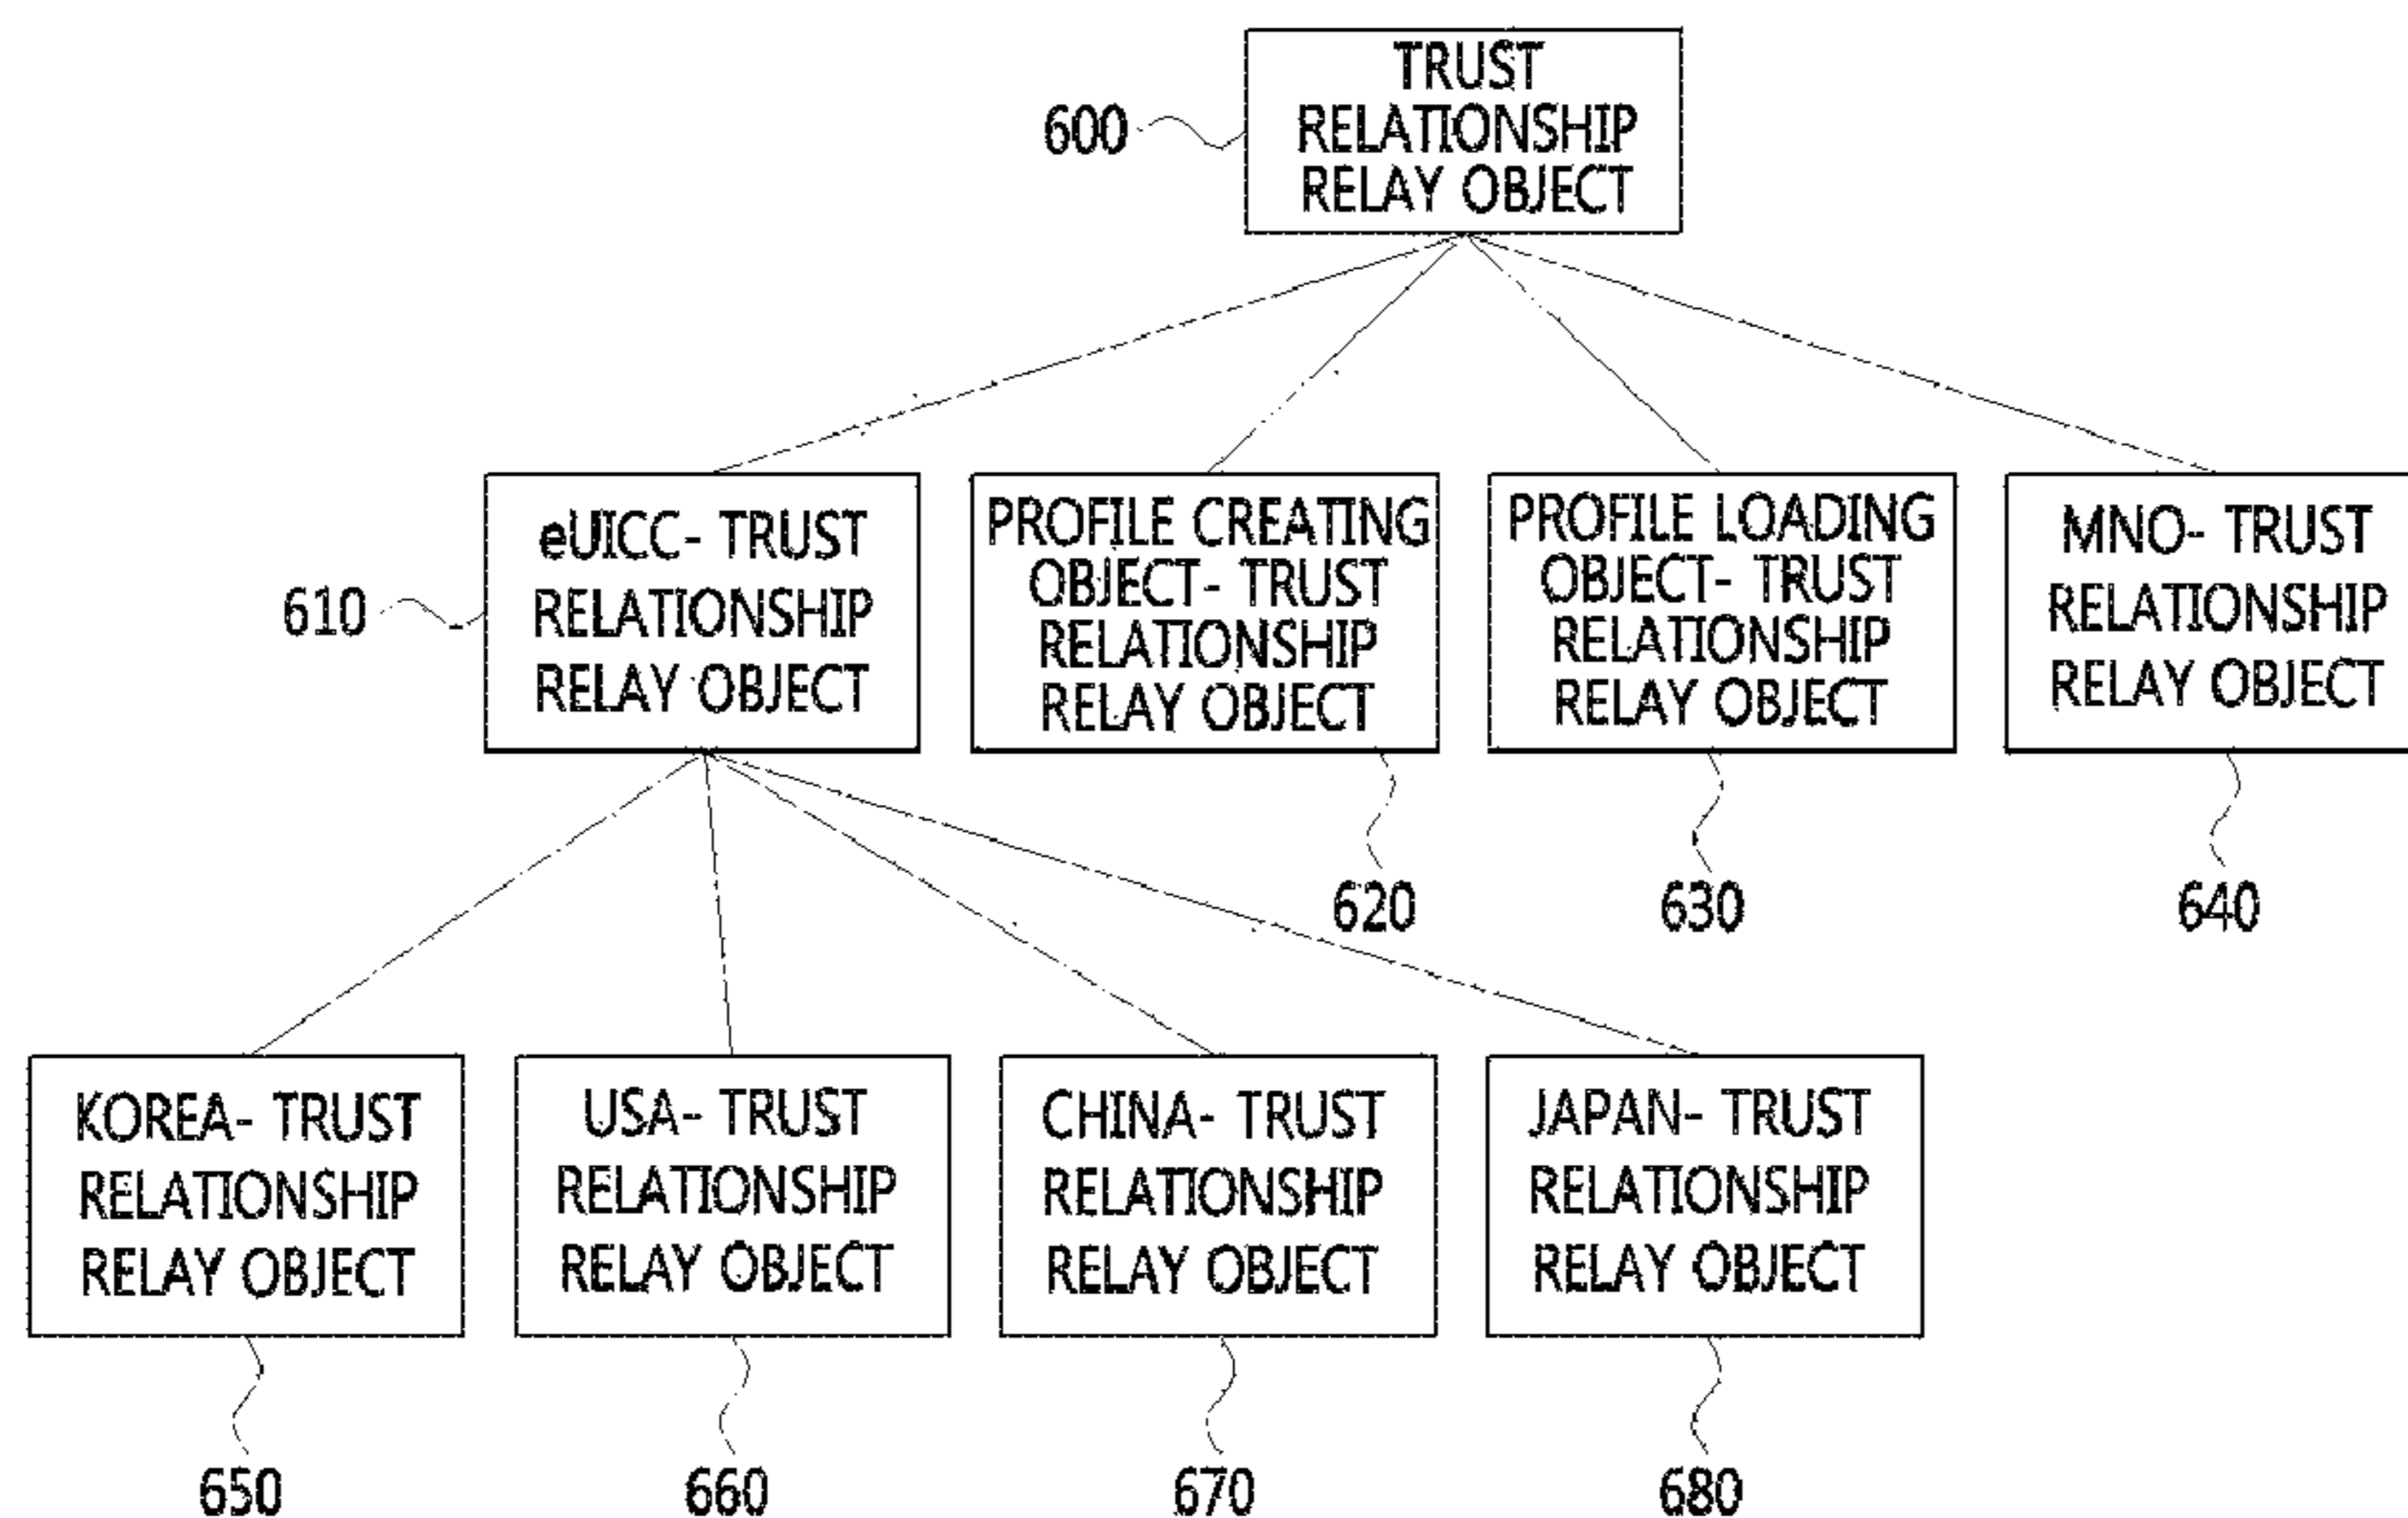 TRUST
RELATIONSHIP
RELAY OBJECT
600
eUICC- TRUST
RELATIONSHIP
RELAY OBJECT
610
PROFILE CREATING
OBJECT- TRUST
RELATIONSHIP
RELAY OBJECT
620
PROFILE LOADING
OBJECT- TRUST
RELATIONSHIP
RELAY OBJECT
630
MNO- TRUST
RELATIONSHIP
RELAY OBJECT
640
KOREA- TRUST
RELATIONSHIP
RELAY OBJECT
650
USA- TRUST
RELATIONSHIP
RELAY OBJECT
660
CHINA- TRUST
RELATIONSHIP
RELAY OBJECT
670
JAPAN- TRUST
RELATIONSHIP
RELAY OBJECT
680